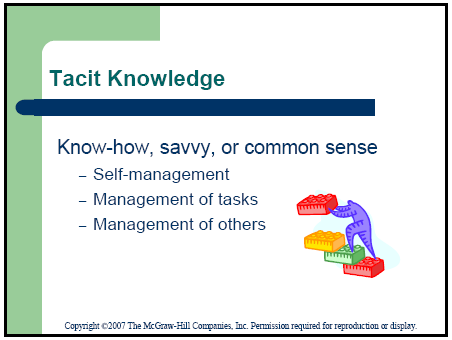 Tacit Knowledge
Know-how, savvy, or common sense
– Self-management
– Management of tasks
– Management of others
Copyright ©2007 The McGraw-Hill Companies, Inc. Permission required for reproduction or display.